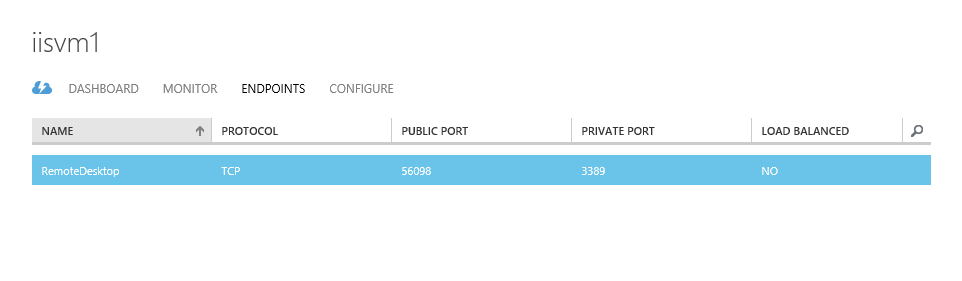 iisvm1
DASHBOARD MONITOR ENDPOINTS CONFIGURE
NAME PROTOCOL PUBLIC PORT PRIVATE PORT LOAD BALANCED
RemoteDesktop TCP 56098 3389 NO